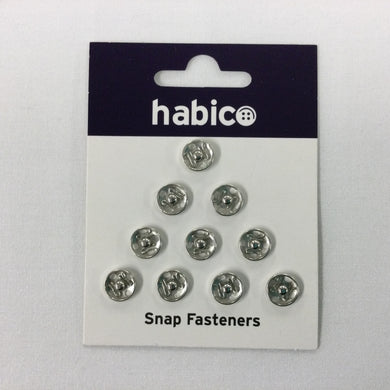 habico
Snap Fasteners